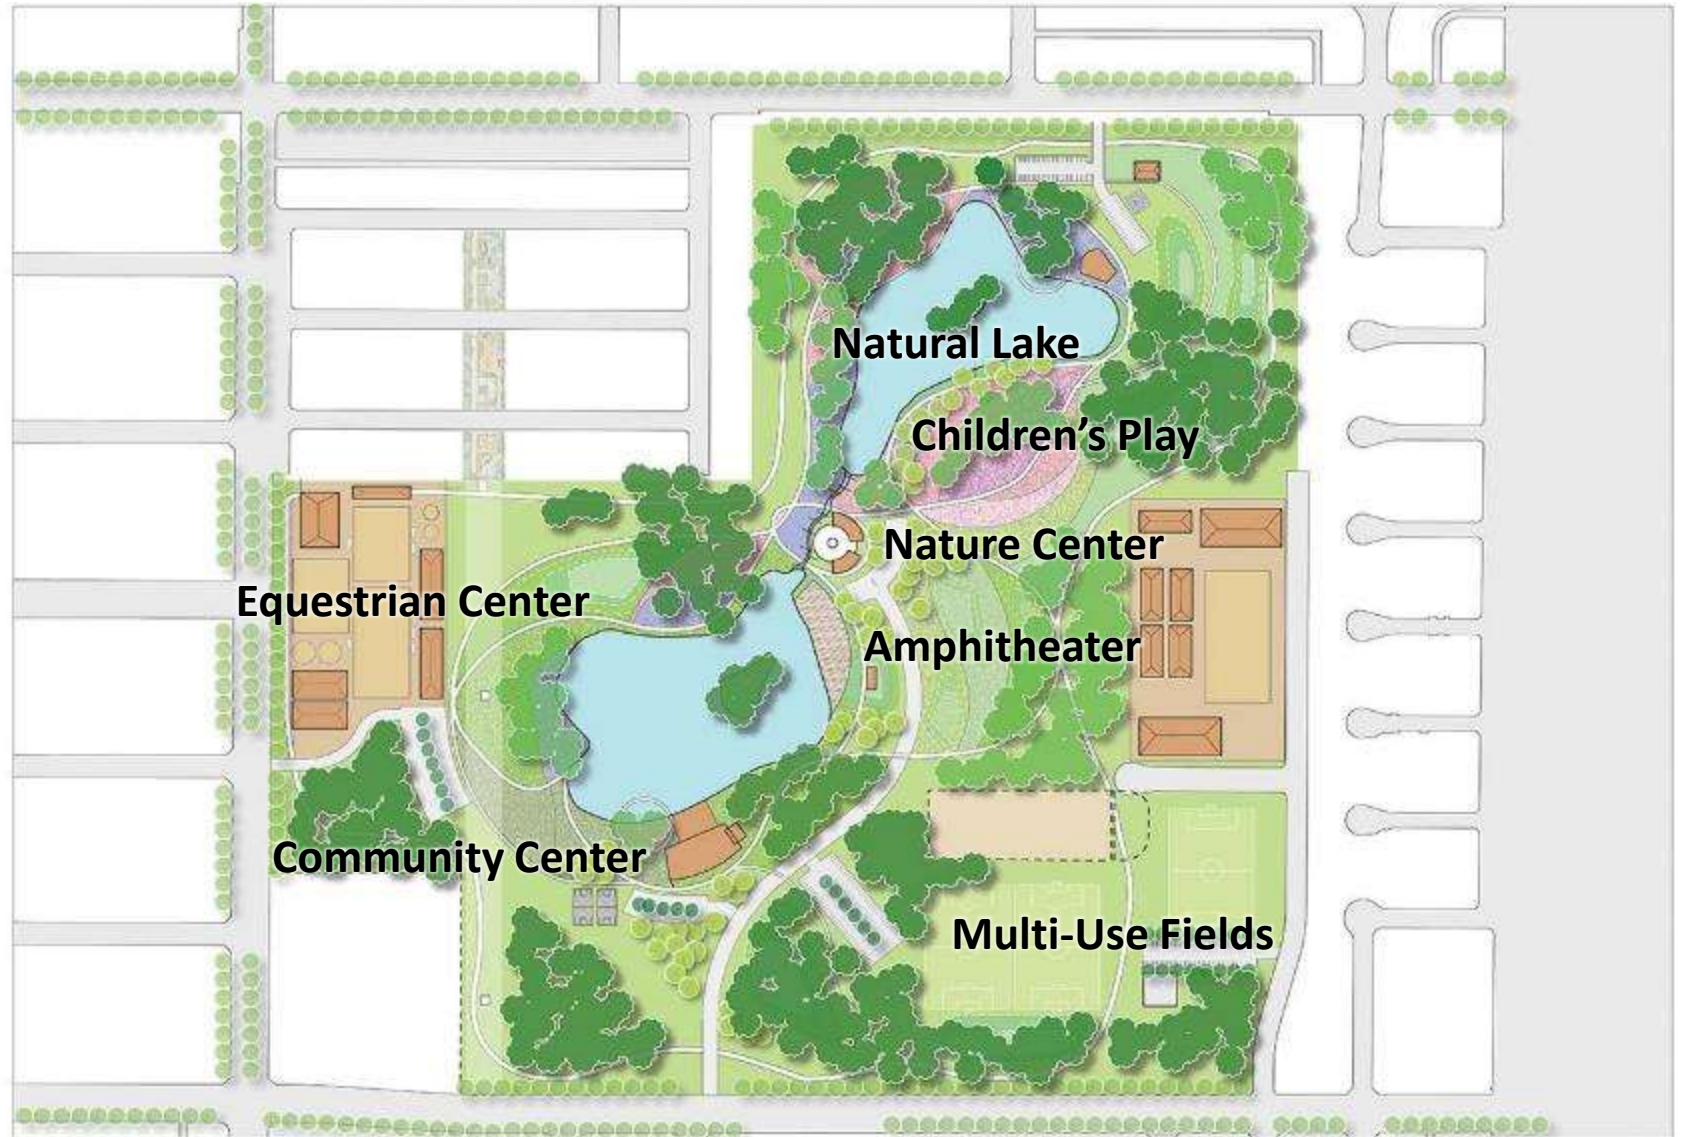 Natural Lake
Children’s Play
Nature Center
Equestrian Center
Amphitheater
Community Center
Multi-Use Fields